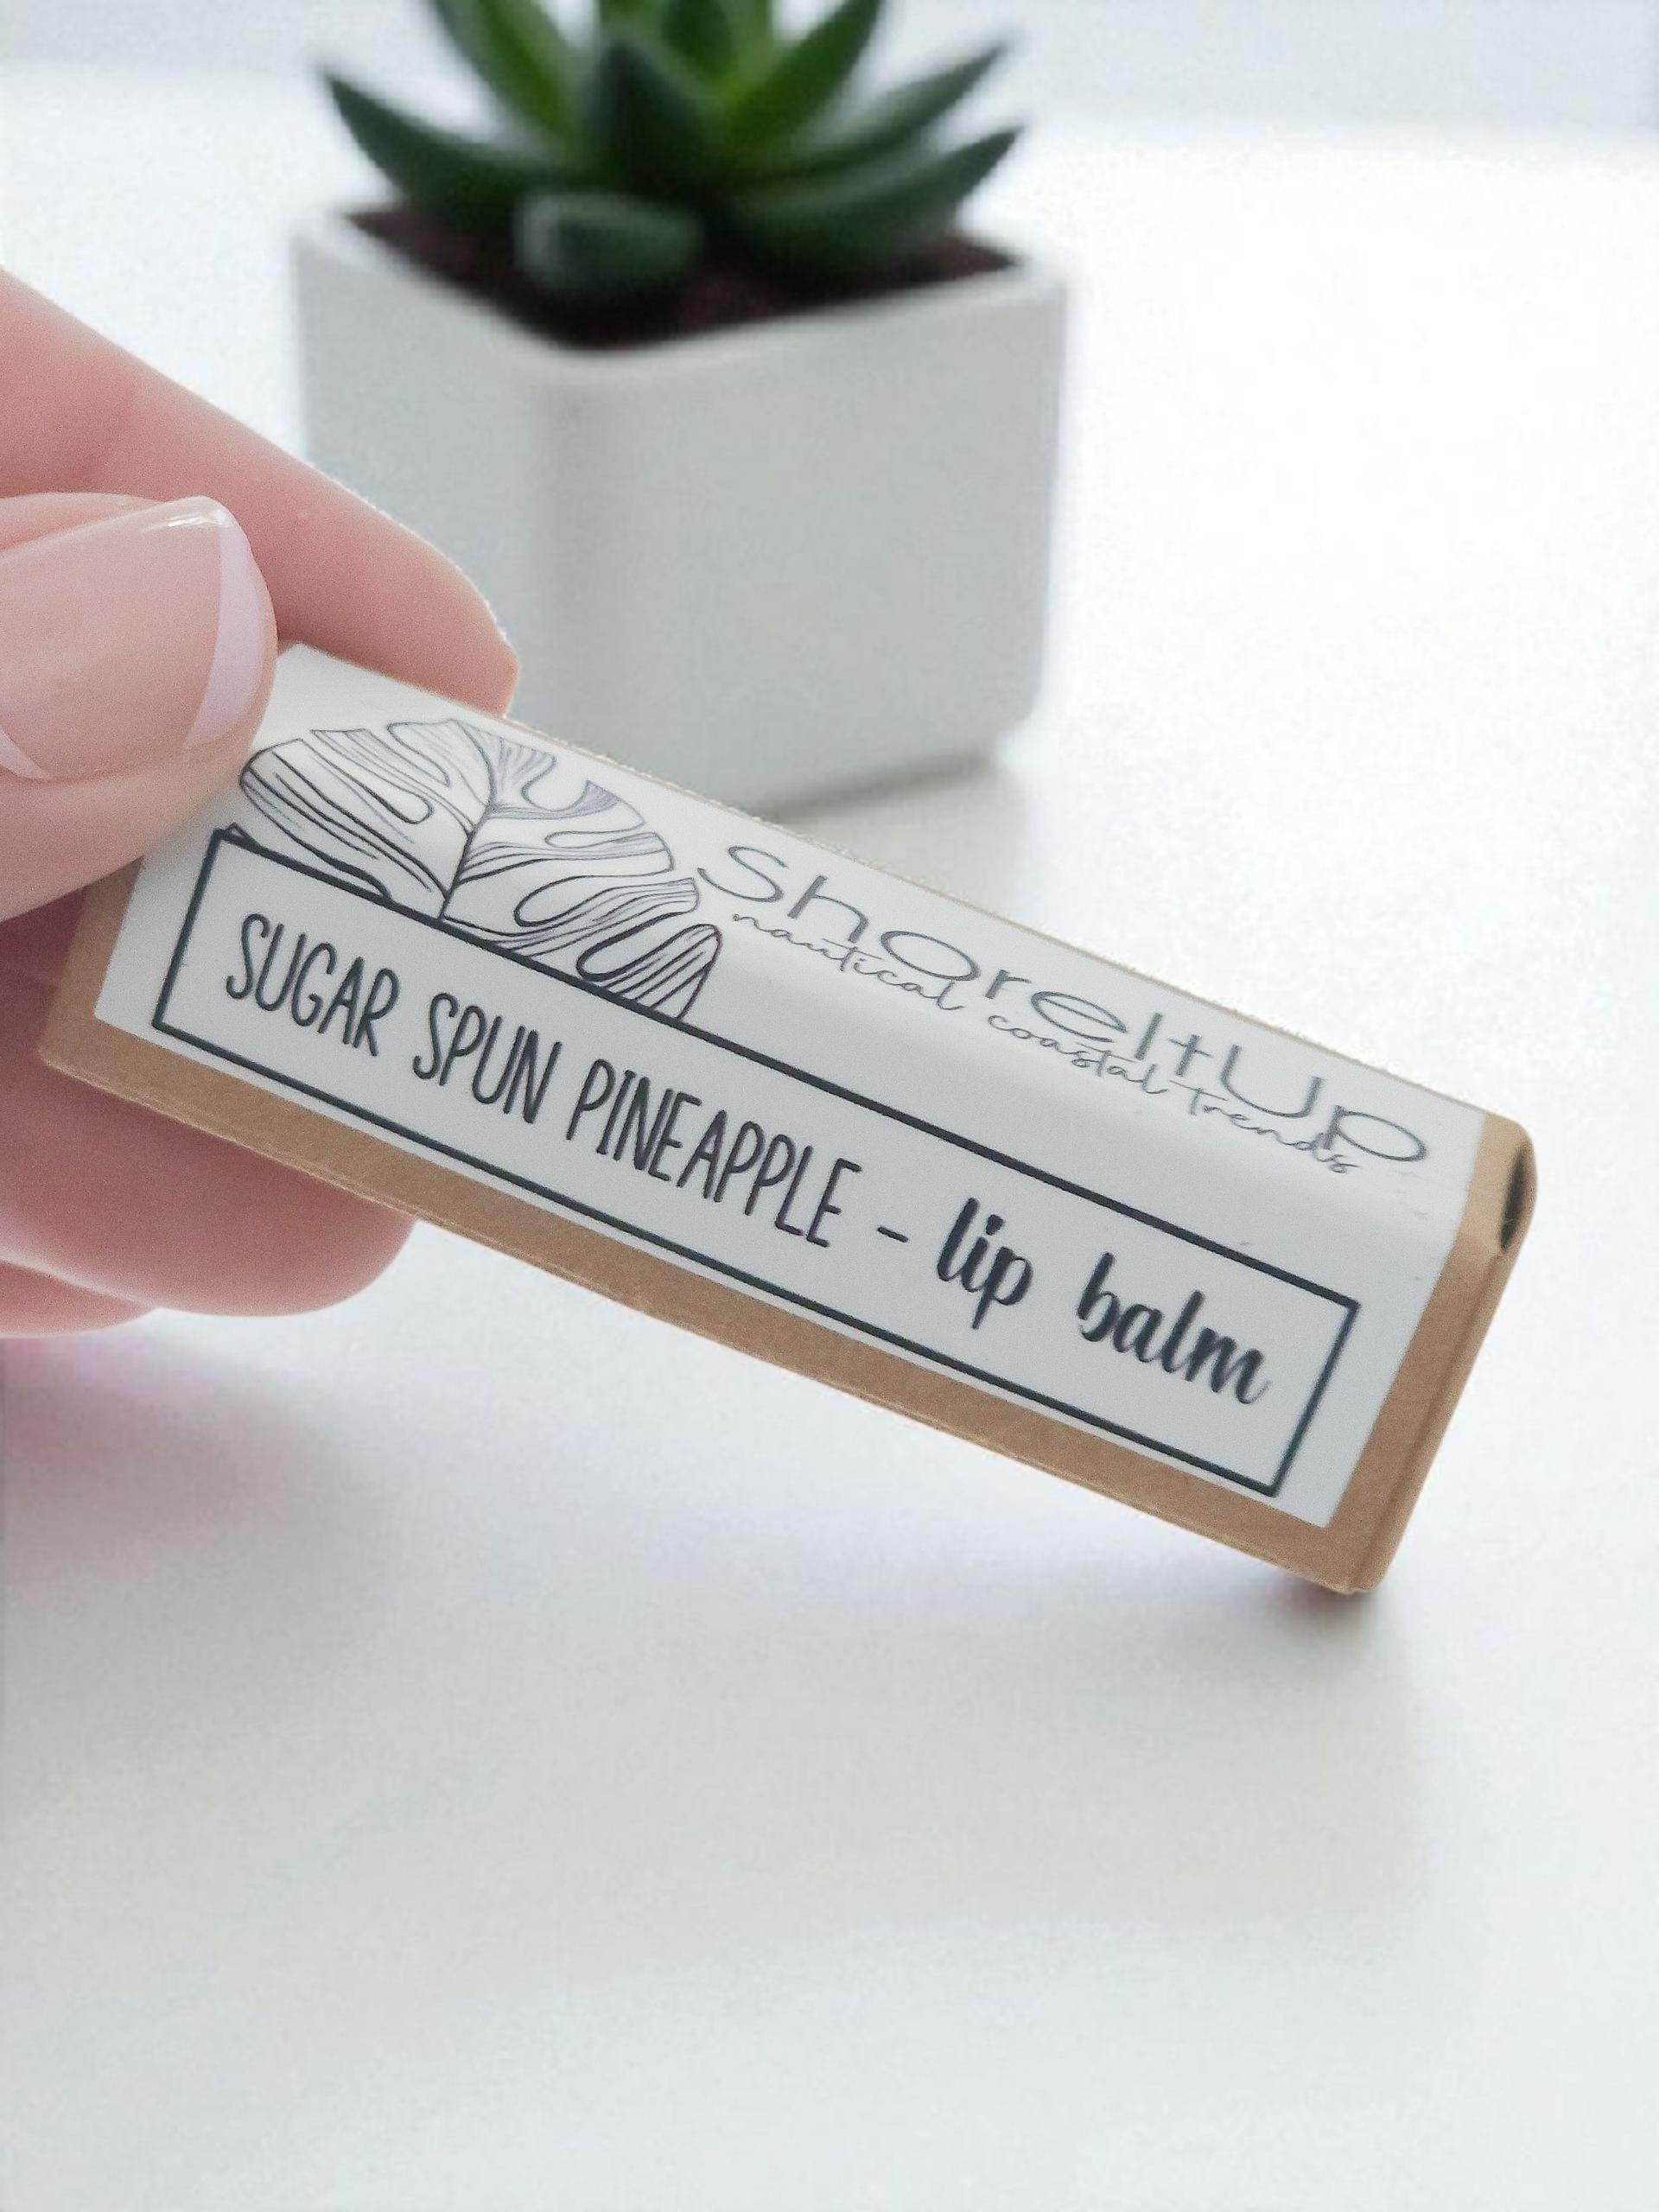 ShoreItUp
nautical coastal trends
SUGAR SPUN PINEAPPLE - lip balm